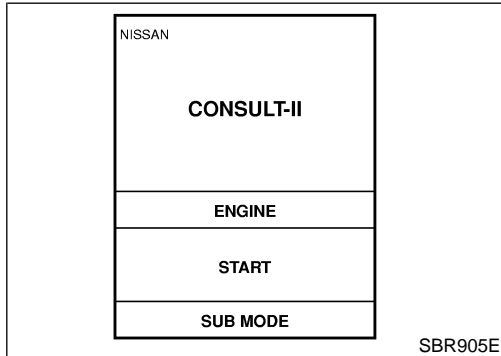 NISSAN
CONSULT-II
ENGINE
START
SUB MODE
SBR905E